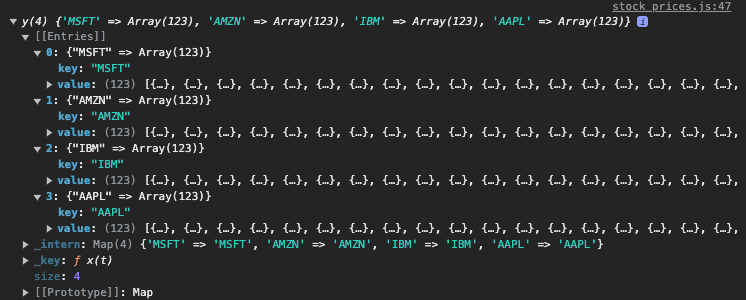 stock_prices.js:47
y(4) {'MSFT' => Array(123), 'AMZN' => Array(123), 'IBM' => Array(123), 'AAPL' => Array(123)} i
[[Entries]]
0: {"MSFT" => Array(123)}
key: "MSFT"
value: (123) [{…}, {…}, {…}, {…}, {…}, {…}, {…}, {…}, {…}, {…}, {…}, {…}, {…}, {…}, {…}, {…}, {…}, {…},
1: {"AMZN" => Array(123)}
key: "AMZN"
value: (123) [{…}, {…}, {…}, {…}, {…}, {…}, {…}, {…}, {…}, {…}, {…}, {…}, {…}, {…}, {…}, {…}, {…}, {…},
2: {"IBM" => Array(123)}
key: "IBM"
value: (123) [{…}, {…}, {…}, {…}, {…}, {…}, {…}, {…}, {…}, {…}, {…}, {…}, {…}, {…}, {…}, {…}, {…}, {…},
3: {"AAPL" => Array(123)}
key: "AAPL"
value: (123) [{…}, {…}, {…}, {…}, {…}, {…}, {…}, {…}, {…}, {…}, {…}, {…}, {…}, {…}, {…}, {…}, {…}, {…},
_intern: Map(4) {'MSFT' => 'MSFT', 'AMZN' => 'AMZN', 'IBM' => 'IBM', 'AAPL' => 'AAPL'}
_key: ƒ x(t)
size: 4
[[Prototype]]: Map